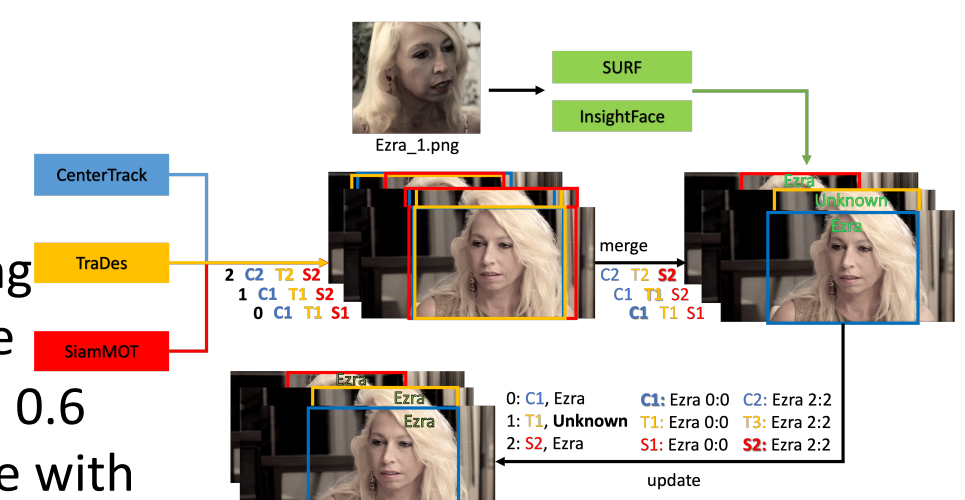 SURF
InsightFace
Ezra_1.png
CenterTrack
TraDes
SiamMOT
ng
e
0.6
e with
2 C2 T2 S2
1 C1 T1 S2
0 C1 T1 S1
merge
C2 T2 S2
C1 T1 S2
C1 T1 S1
Ezra
Unknown
Ezra
Ezra
Ezra
Ezra
0: C1, Ezra
1: T1, Unknown
2: S2, Ezra
C1: Ezra 0:0
T1: Ezra 0:0
S1: Ezra 0:0
C2: Ezra 2:2
T3: Ezra 2:2
S2: Ezra 2:2
update